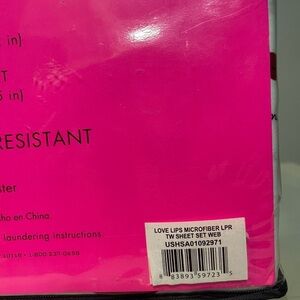 in)
T
in)
RESISTANT
ster
ho en China.
laundering instructions.
LOVE LIPS MICROFIBER LPR
TW SHEET SET WEB
USHSA01092971
8 83893 59723 5